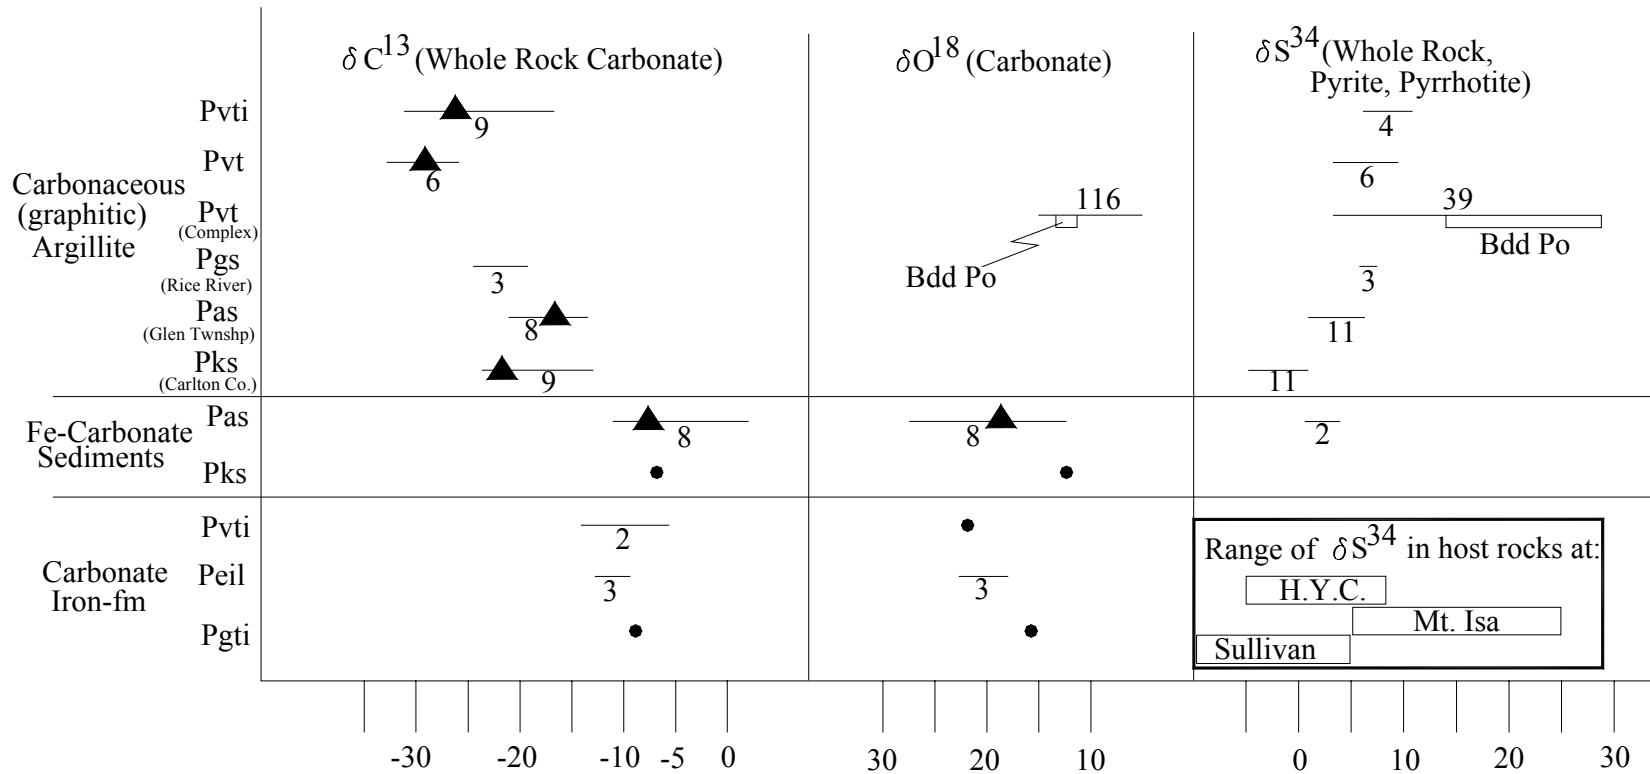 δ C13 (Whole Rock Carbonate)
δO18 (Carbonate)
δS34 (Whole Rock,
Pyrite, Pyrrhotite)
Carbonaceous
(graphitic)
Argillite
Pvti
9
4
Pvt
6
6
Pvt
(Complex)
116
Bdd Po
39
Bdd Po
Pgs
(Rice River)
3
3
Pas
(Glen Twnshp)
8
11
Pks
(Carlton Co.)
9
11
Fe-Carbonate
Sediments
Pas
8
8
2
Pks
Carbonate
Iron-fm
Pvti
2
Peil
3
3
Pgti
Range of δS34 in host rocks at:
H.Y.C.
Mt. Isa
Sullivan
-30 -20 -10 -5 0
30 20 10
0 10 20 30